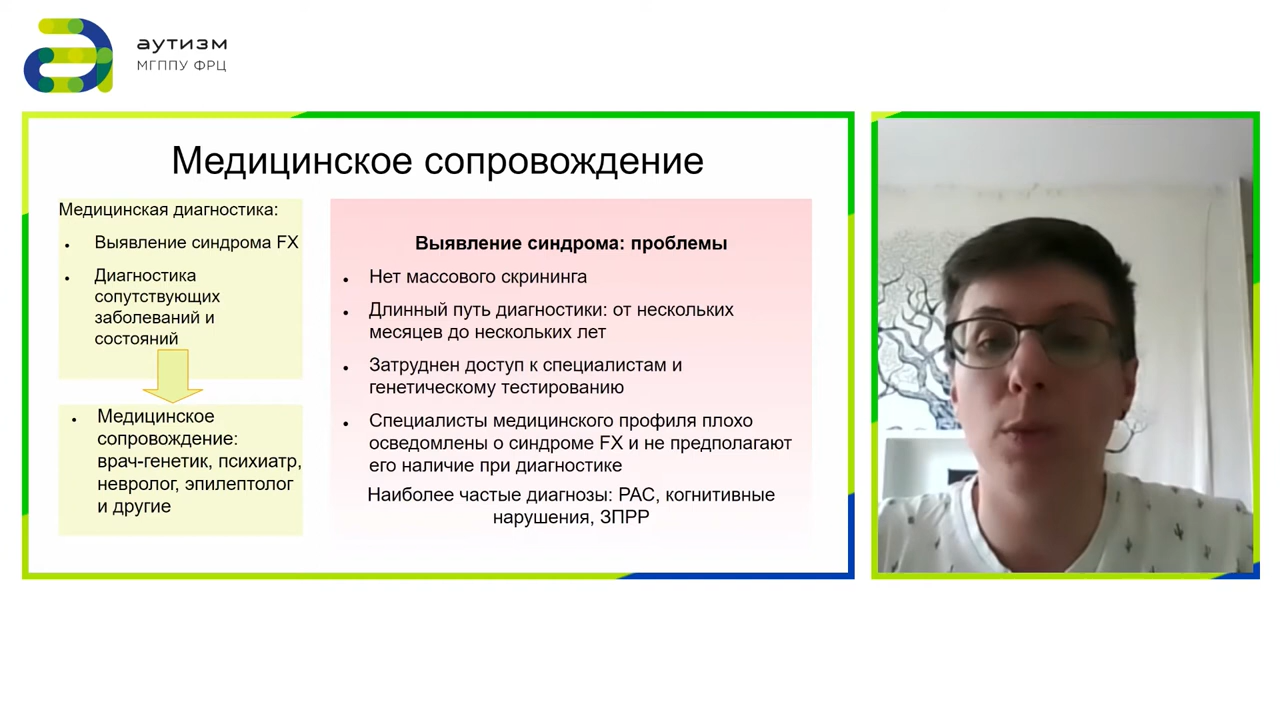 аутизм
МГППУ ФРЦ
Медицинское сопровождение
Медицинская диагностика:
• Выявление синдрома FX
• Диагностика
сопутствующих
заболеваний и
состояний
• Медицинское
сопровождение:
врач-генетик, психиатр,
невролог, эпилептолог
и другие
Выявление синдрома: проблемы
• Нет массового скрининга
• Длинный путь диагностики: от нескольких
месяцев до нескольких лет
• Затруднен доступ к специалистам и
генетическому тестированию
• Специалисты медицинского профиля плохо
осведомлены о синдроме FX и не предполагают
его наличие при диагностике
Наиболее частые диагнозы: РАС, когнитивные
нарушения, ЗПРР